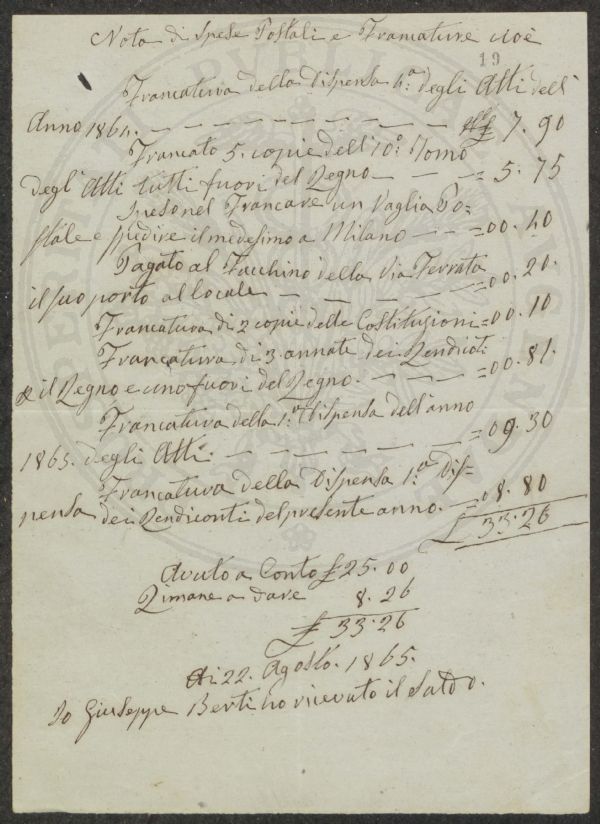 Nota di Spese Postali e Francature cioè
19
Francatura della Dispensa 4.a degli Atti dell'
Anno 1864. — — — — — — — — £ 7.90
Francato 5. copie dell' 10.o Tomo
degl' Atti tutti fuori del Regno — — — = 5.75
Speso nel Francare un Vaglia Po=
stale e spedire il medesimo a Milano — — = 00.40
Pagato al Facchino della Via Ferrata
il suo porto al locale — — — — — = 00.20.
Francatura di 2 copie delle Costituzioni = 00.10
Francatura di 3 annate dei Rendicoti
il Regno e uno fuori del Regno. — — — — = 00.81.
Francatura della 1.a Dispensa dell'anno
1865. degli Atti. — — — — — — — = 09.30
Francatura della Dispensa 1.a Dis=
pensa dei Rendiconti del presente anno. — = 08.80
£ 33.26
Avuto a Conto £ 25.00
Rimane a dare 8.26
£ 33.26
Ai 22. Agosto. 1865.
Io Giuseppe Berti ho ricevuto il Saldo.